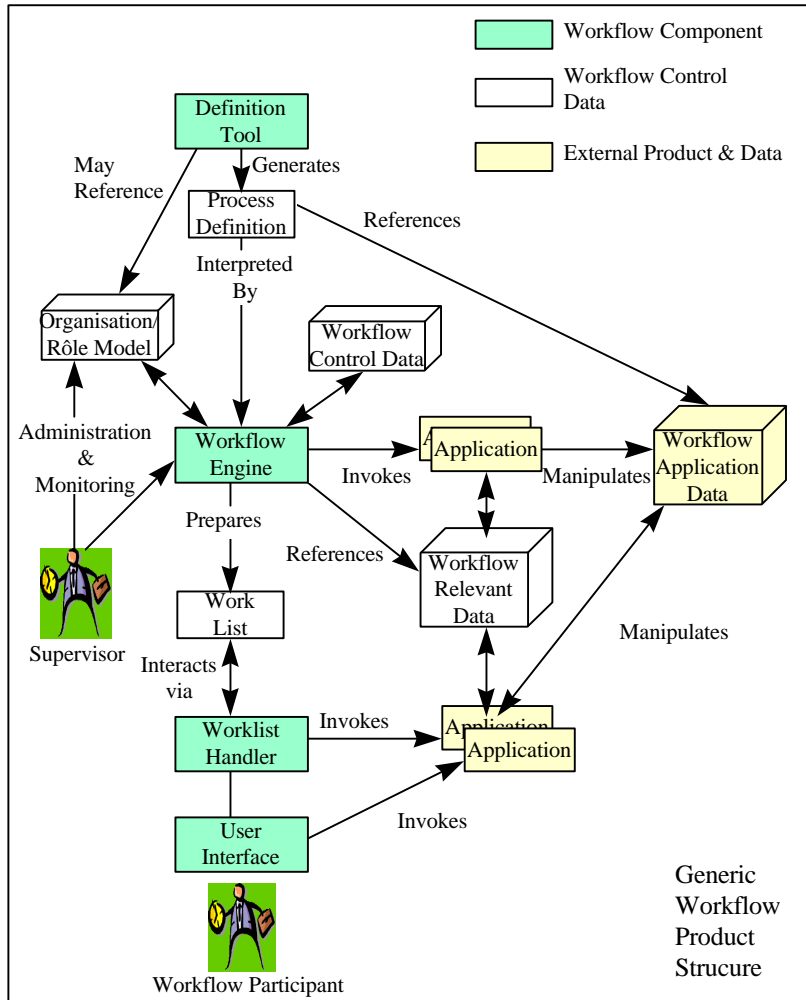 Workflow Component
Workflow Control
Data
External Product & Data
Definition
Tool
May
Reference
Generates
Process
Definition
References
Interpreted
By
Organisation/
Rôle Model
Workflow
Control Data
Administration
&
Monitoring
Workflow
Engine
Invokes
A
Application
Manipulates
Workflow
Application
Data
Prepares
References
Workflow
Relevant
Data
Work
List
Supervisor
Manipulates
Interacts
via
Worklist
Handler
Invokes
Application
Application
User
Interface
Invokes
Workflow Participant
Generic
Workflow
Product
Strucure